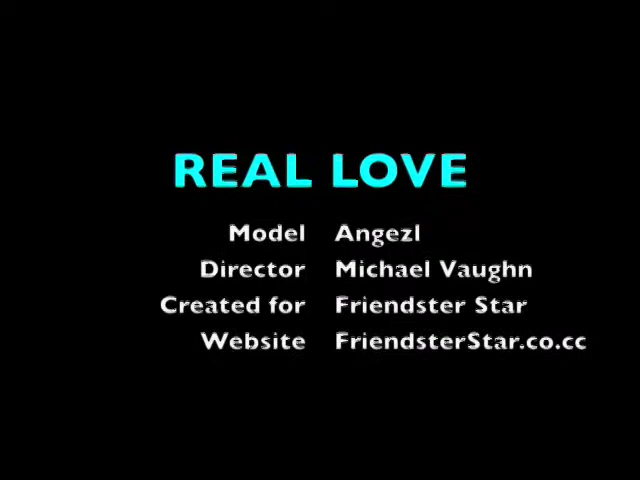 REAL LOVE
Model Angezl
Director Michael Vaughn
Created for Friendster Star
Website FriendsterStar.co.cc